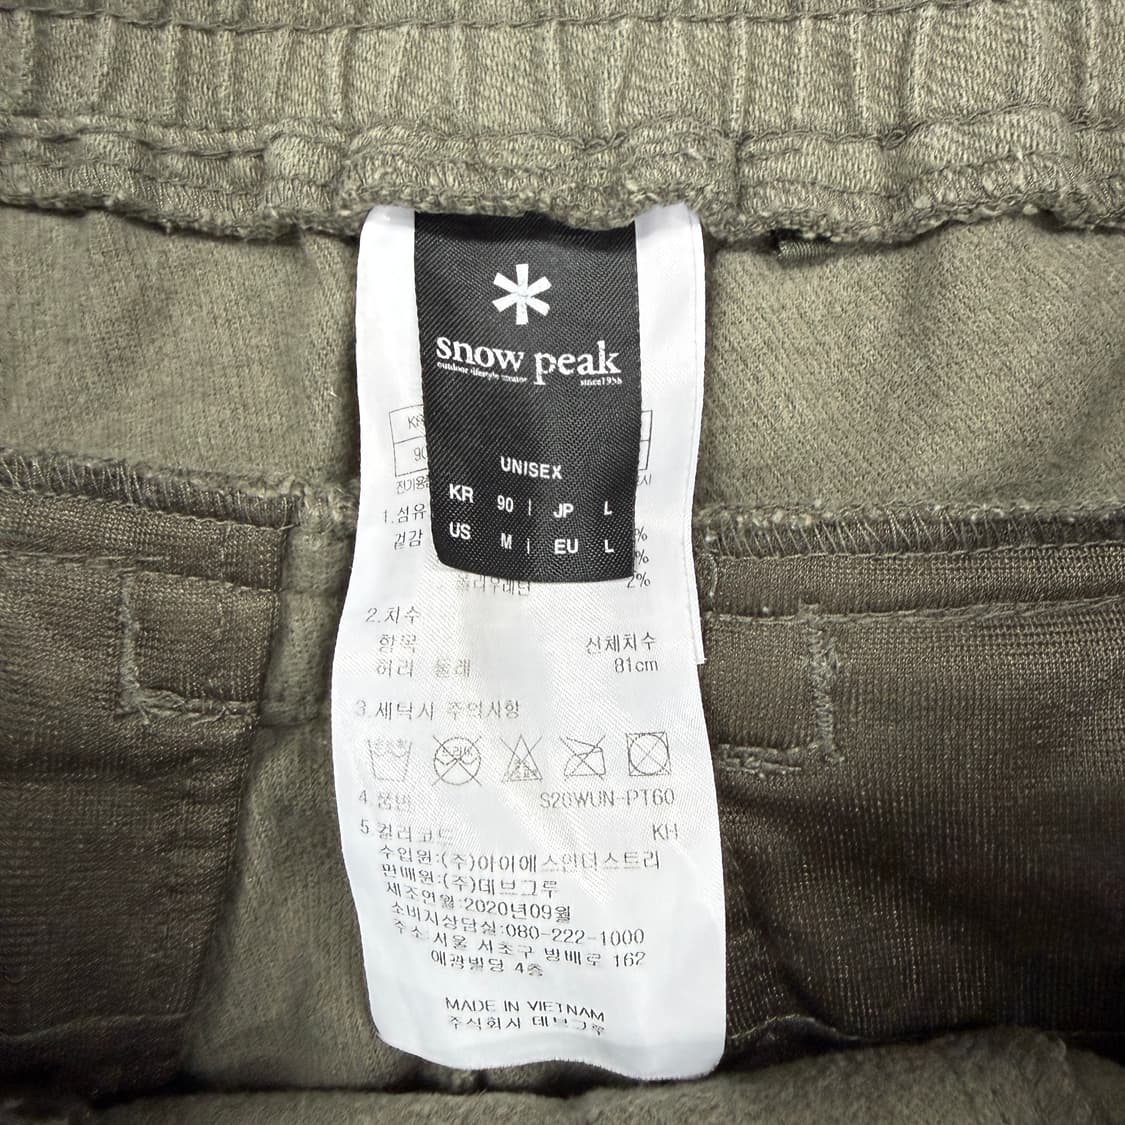 snow peak
outdoor lifestyle creator
since1958
UNISEX
KR 90 | JP L
US M | EU L
1.섬유
겉감 %
%
폴리우레탄 2%
2.치수
항목 신체치수
허리 둘레 81cm
3.세탁시 주의사항
4.품번 S20WUN-PT60
5.컬러코드 KH
수입원:(주)아이에스인더스트리
판매원:(주)데브그루
제조연월:2020년09월
소비자상담실:080-222-1000
주소:서울 서초구 방배로 162
애광빌딩 4층
MADE IN VIETNAM
주식회사 데브그루